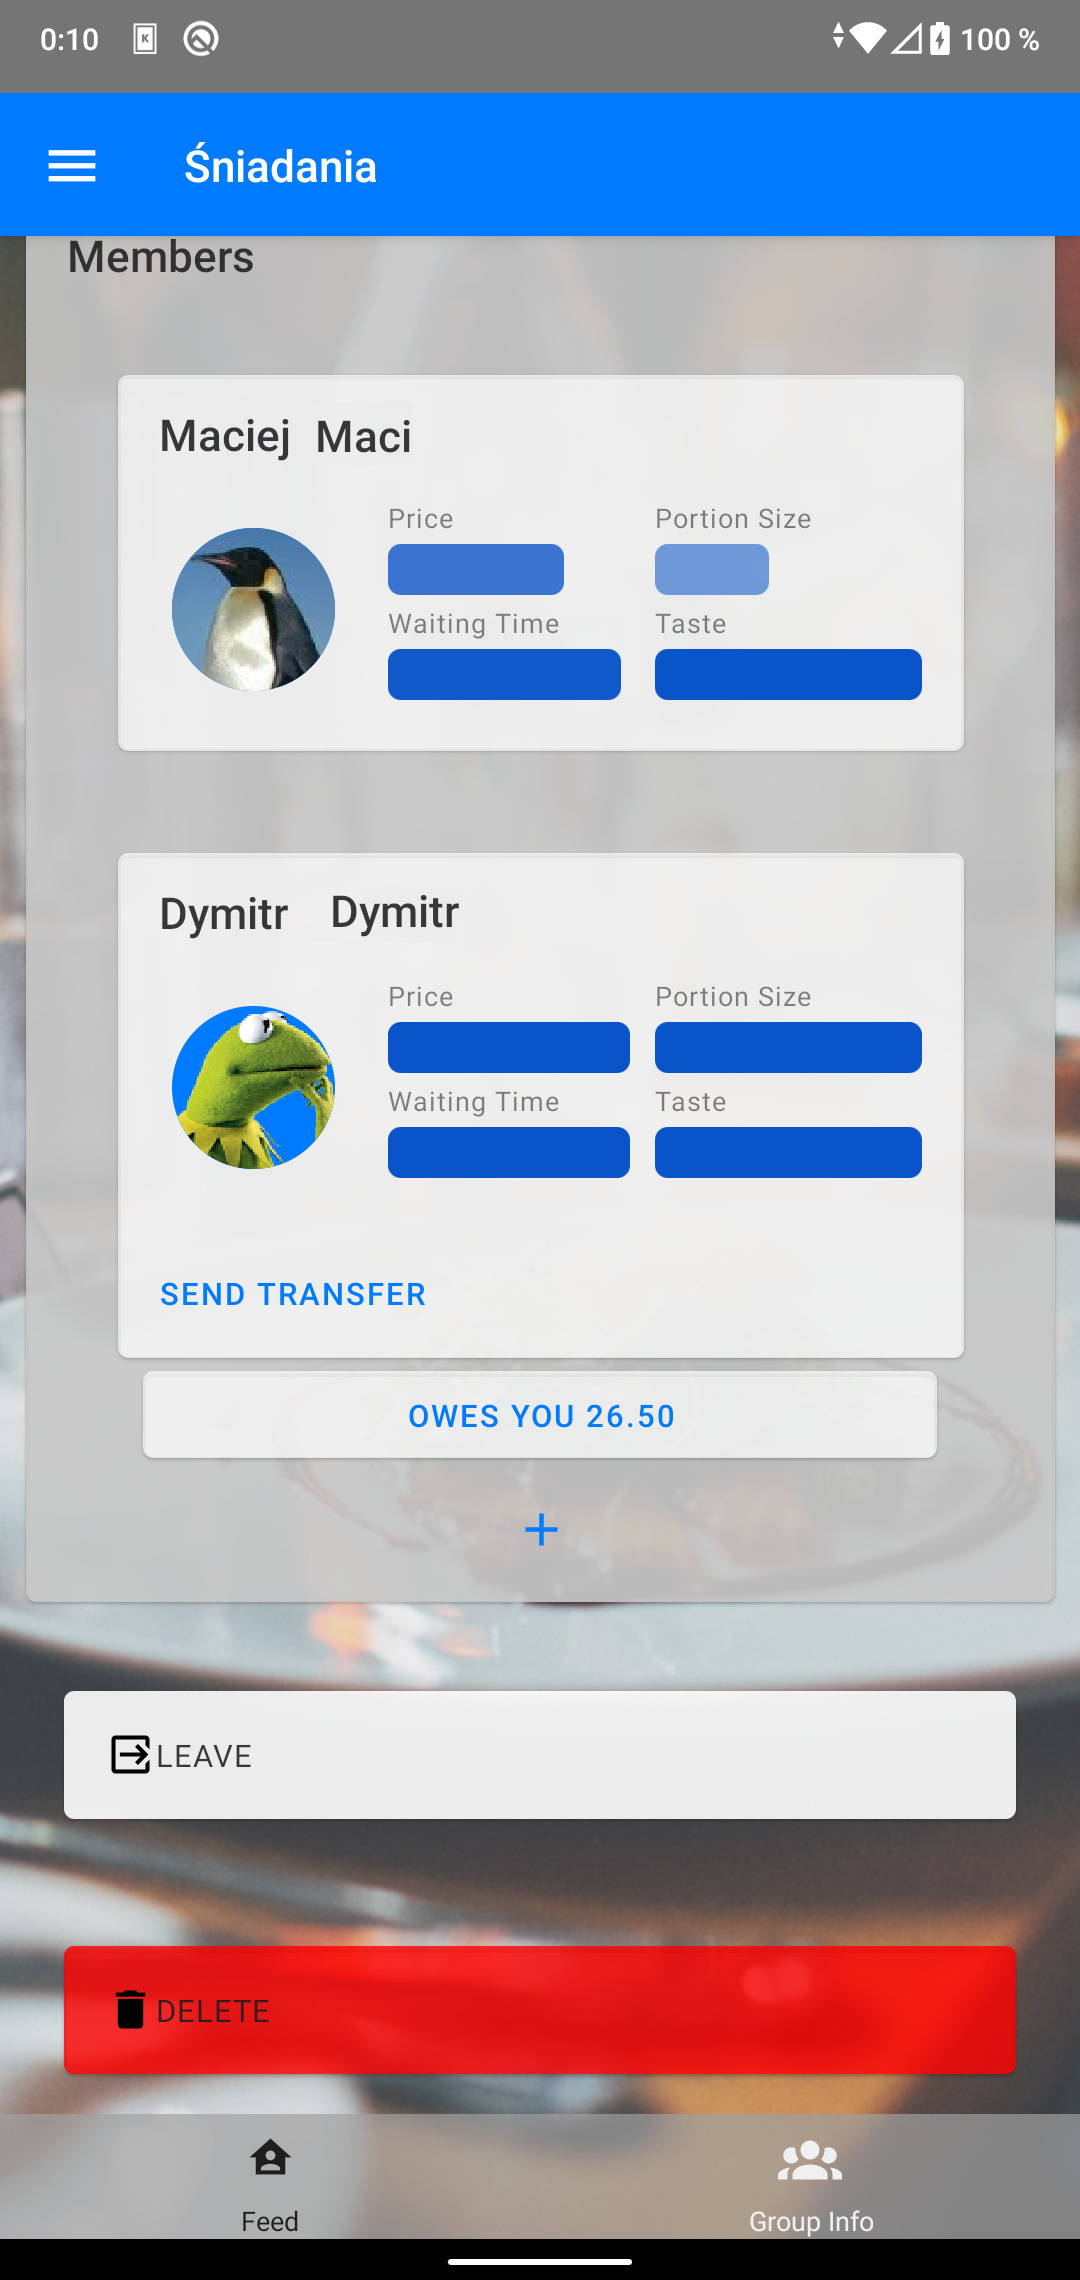 0:10 K 100 %
Śniadania
Members
Maciej Maci
Price Portion Size
Waiting Time Taste
Dymitr Dymitr
Price Portion Size
Waiting Time Taste
SEND TRANSFER
OWES YOU 26.50
LEAVE
DELETE
Feed Group Info